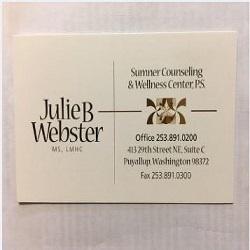 Julie B
Webster
MS, LMHC
Sumner Counseling
& Wellness Center, P.S.
Office 253.891.0200
413 29th Street NE, Suite C
Puyallup, Washington 98372
Fax 253.891.0300